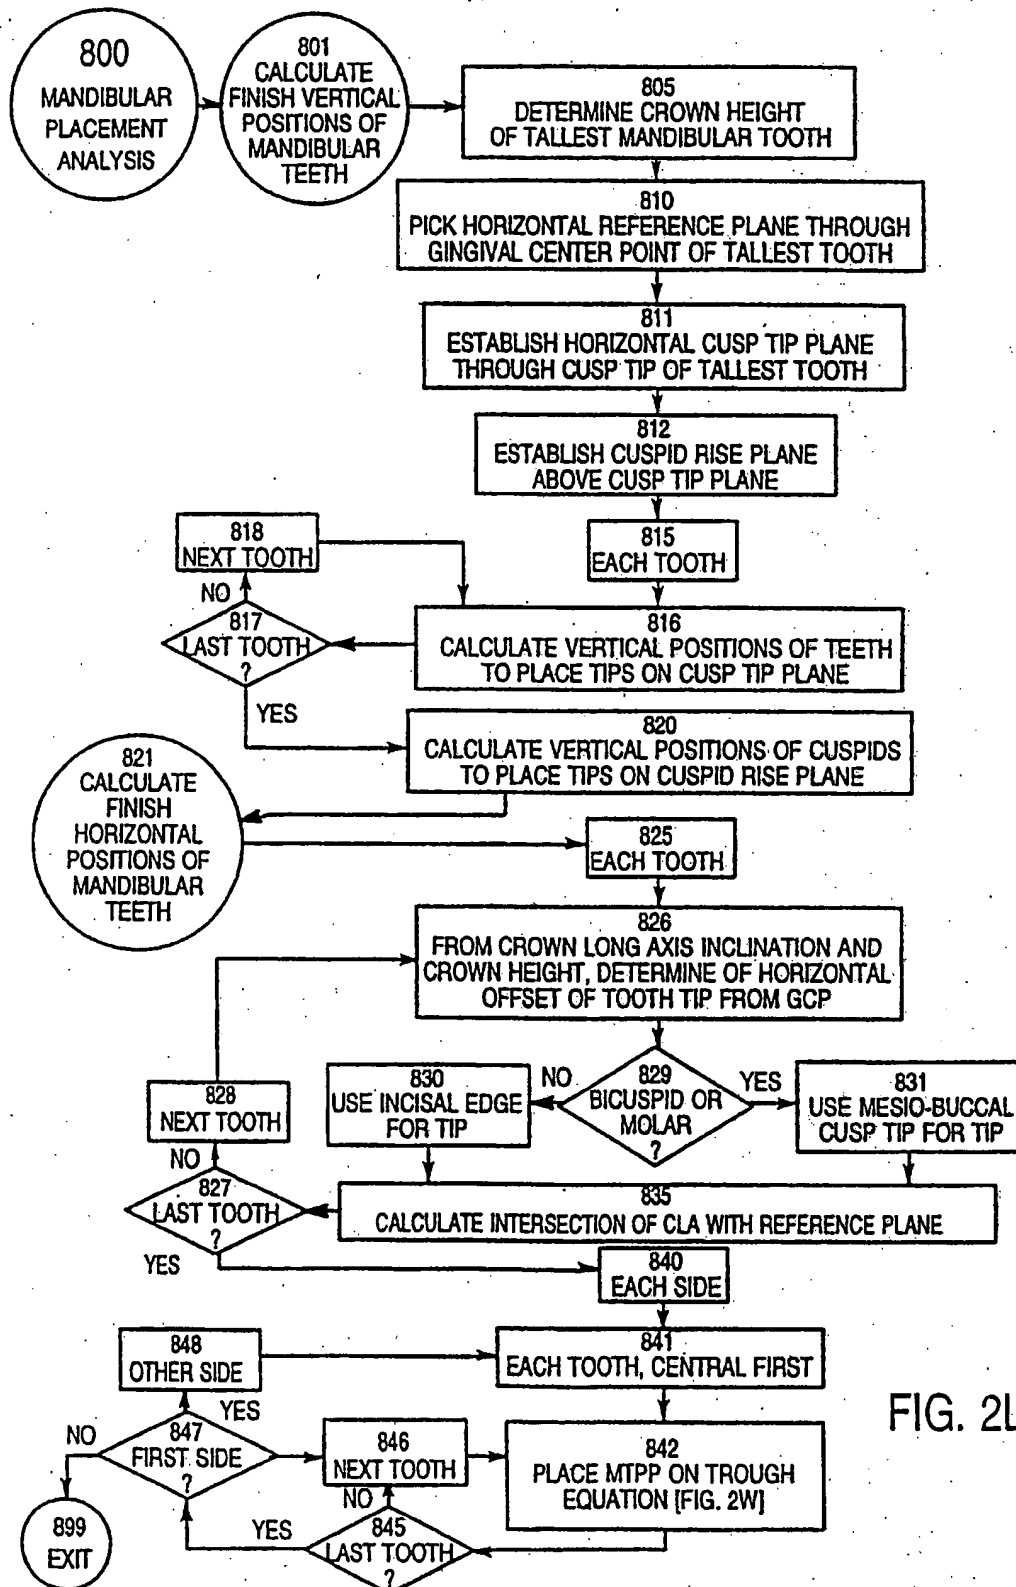 800
MANDIBULAR
PLACEMENT
ANALYSIS
801
CALCULATE
FINISH VERTICAL
POSITIONS OF
MANDIBULAR
TEETH
805
DETERMINE CROWN HEIGHT
OF TALLEST MANDIBULAR TOOTH
810
PICK HORIZONTAL REFERENCE PLANE THROUGH
GINGIVAL CENTER POINT OF TALLEST TOOTH
811
ESTABLISH HORIZONTAL CUSP TIP PLANE
THROUGH CUSP TIP OF TALLEST TOOTH
812
ESTABLISH CUSPID RISE PLANE
ABOVE CUSP TIP PLANE
815
EACH TOOTH
818
NEXT TOOTH
NO
817
LAST TOOTH
?
YES
816
CALCULATE VERTICAL POSITIONS OF TEETH
TO PLACE TIPS ON CUSP TIP PLANE
820
CALCULATE VERTICAL POSITIONS OF CUSPIDS
TO PLACE TIPS ON CUSPID RISE PLANE
821
CALCULATE
FINISH
HORIZONTAL
POSITIONS OF
MANDIBULAR
TEETH
825
EACH TOOTH
826
FROM CROWN LONG AXIS INCLINATION AND
CROWN HEIGHT, DETERMINE OF HORIZONTAL
OFFSET OF TOOTH TIP FROM GCP
829
BICUSPID OR
MOLAR
?
NO
YES
830
USE INCISAL EDGE
FOR TIP
831
USE MESIO-BUCCAL
CUSP TIP FOR TIP
828
NEXT TOOTH
NO
827
LAST TOOTH
?
YES
835
CALCULATE INTERSECTION OF CLA WITH REFERENCE PLANE
840
EACH SIDE
848
OTHER SIDE
841
EACH TOOTH, CENTRAL FIRST
YES
NO
847
FIRST SIDE
?
846
NEXT TOOTH
NO
842
PLACE MTPP ON TROUGH
EQUATION [FIG. 2W]
845
LAST TOOTH
?
YES
899
EXIT
FIG. 2L